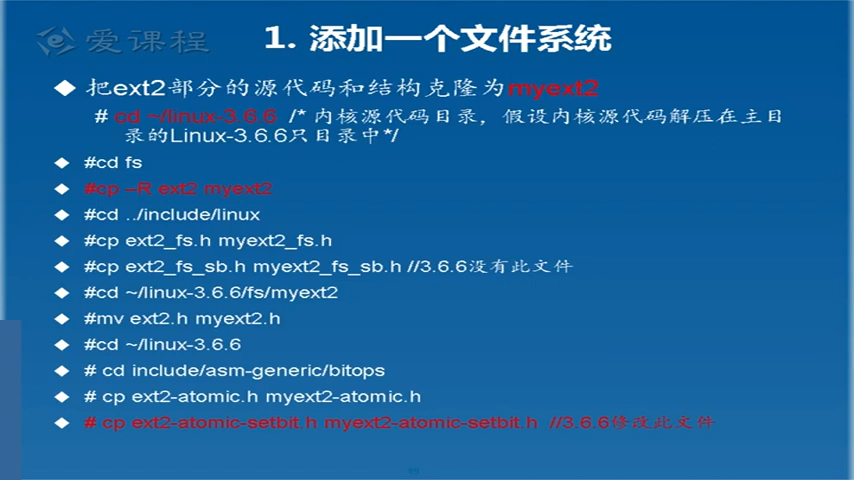 爱课程
1. 添加一个文件系统
◆ 把ext2部分的源代码和结构克隆为myext2
# cd ~/linux-3.6.6 /* 内核源代码目录，假设内核源代码解压在主目
录的Linux-3.6.6只目录中*/
◆ #cd fs
◆ #cp –R ext2 myext2
◆ #cd ../include/linux
◆ #cp ext2_fs.h myext2_fs.h
◆ #cp ext2_fs_sb.h myext2_fs_sb.h //3.6.6没有此文件
◆ #cd ~/linux-3.6.6/fs/myext2
◆ #mv ext2.h myext2.h
◆ #cd ~/linux-3.6.6
◆ # cd include/asm-generic/bitops
◆ # cp ext2-atomic.h myext2-atomic.h
◆ # cp ext2-atomic-setbit.h myext2-atomic-setbit.h //3.6.6修改此文件